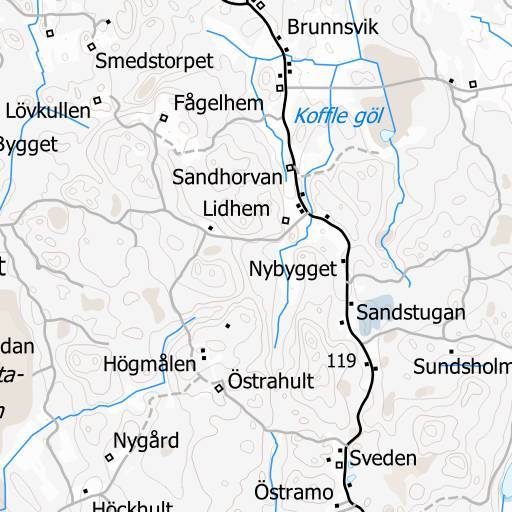 Brunnsvik
Smedstorpet
Lövkullen
Fågelhem
Koffle göl
Bygget
Sandhorvan
Lidhem
Nybygget
t
Sandstugan
dan
Högmålen
119
Sundsholm
ta-
Östrahult
n
Nygård
Sveden
Höckhult
Östramo